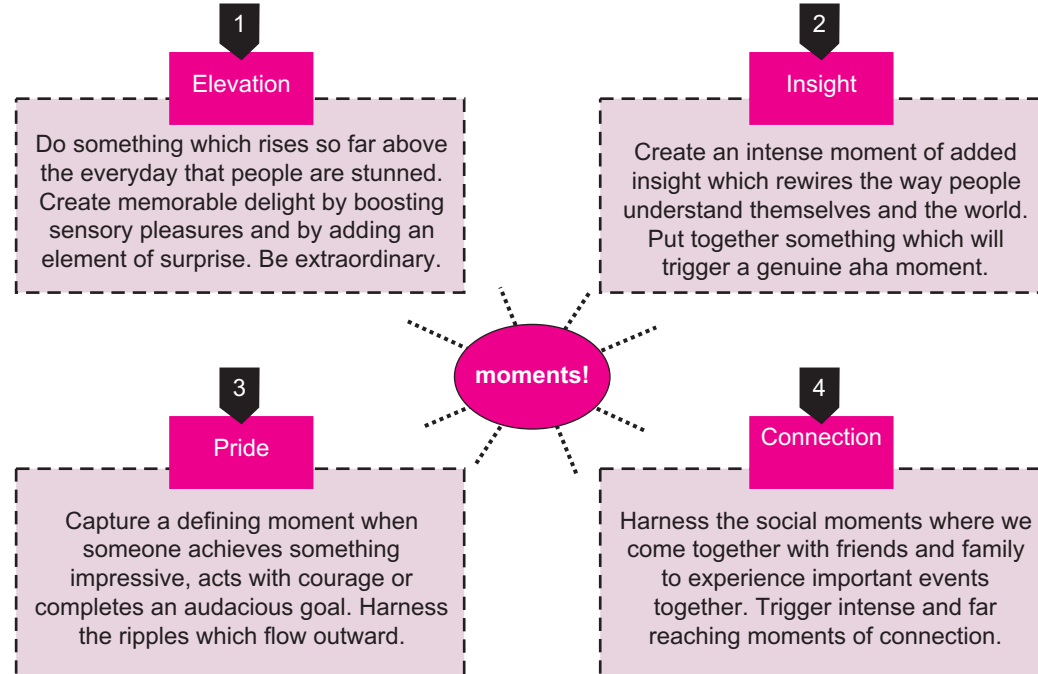 1
Elevation
Do something which rises so far above
the everyday that people are stunned.
Create memorable delight by boosting
sensory pleasures and by adding an
element of surprise. Be extraordinary.
2
Insight
Create an intense moment of added
insight which rewires the way people
understand themselves and the world.
Put together something which will
trigger a genuine aha moment.
moments!
3
Pride
Capture a defining moment when
someone achieves something
impressive, acts with courage or
completes an audacious goal. Harness
the ripples which flow outward.
4
Connection
Harness the social moments where we
come together with friends and family
to experience important events
together. Trigger intense and far
reaching moments of connection.